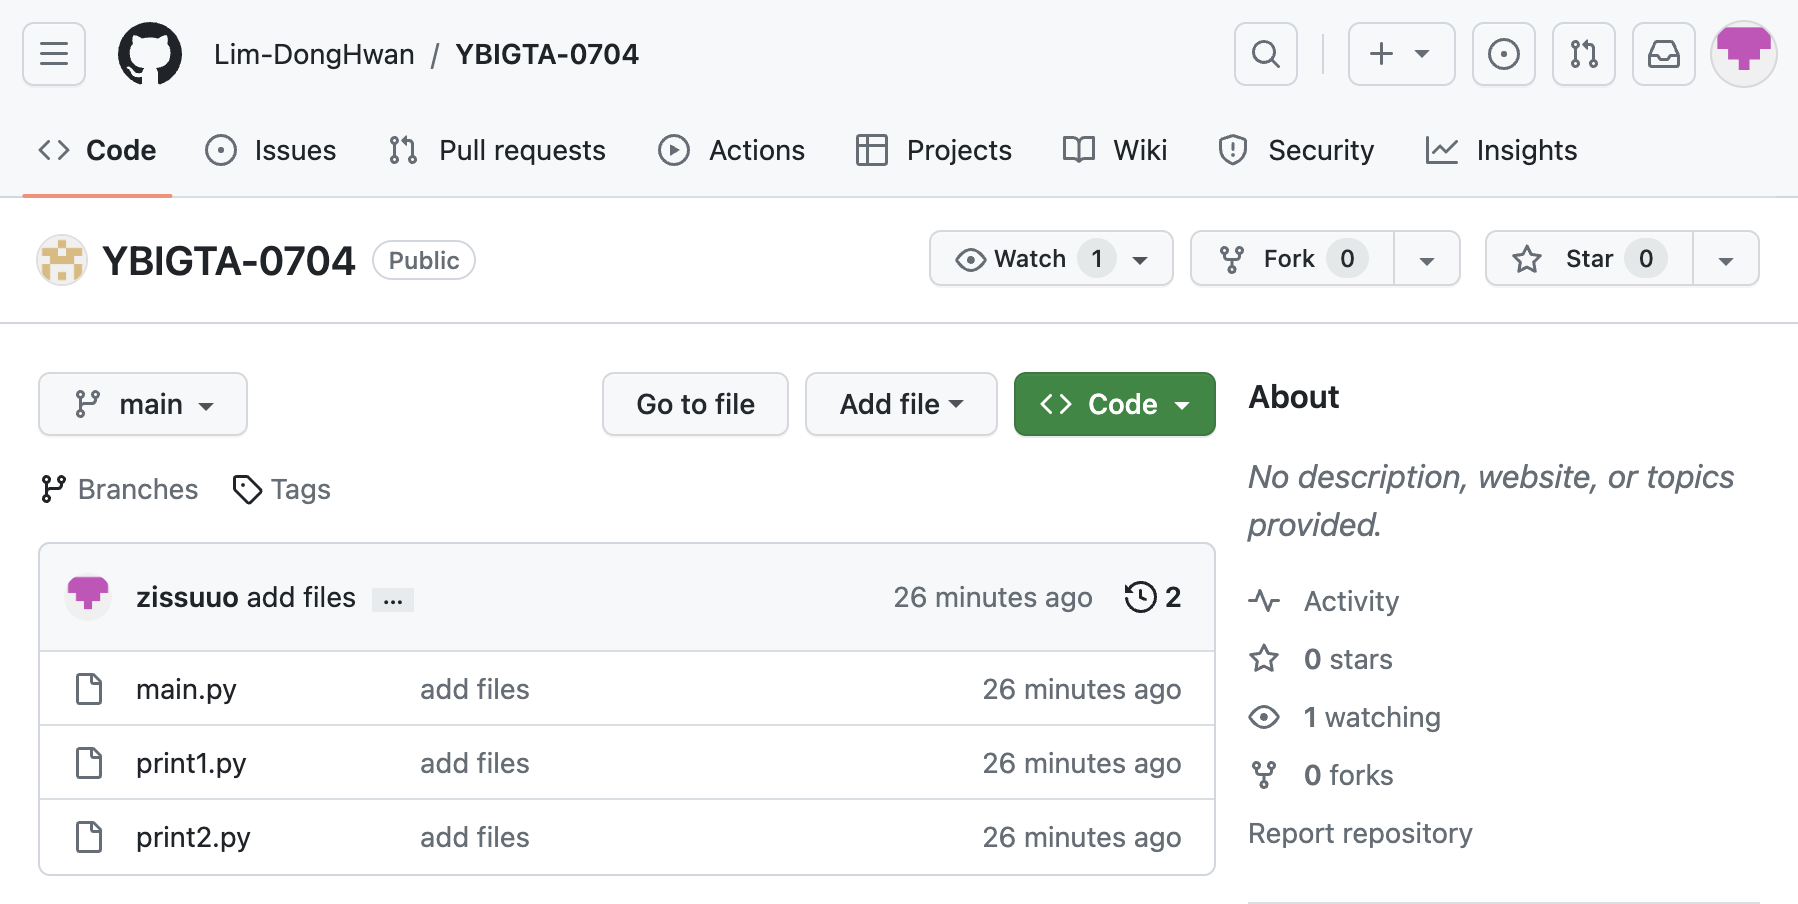 Lim-DongHwan / YBIGTA-0704
Code Issues Pull requests Actions Projects Wiki Security Insights
YBIGTA-0704 Public Watch 1 Fork 0 Star 0
main Go to file Add file Code
Branches Tags
zissuuo add files ... 26 minutes ago 2
main.py add files 26 minutes ago
print1.py add files 26 minutes ago
print2.py add files 26 minutes ago
About
No description, website, or topics
provided.
Activity
0 stars
1 watching
0 forks
Report repository